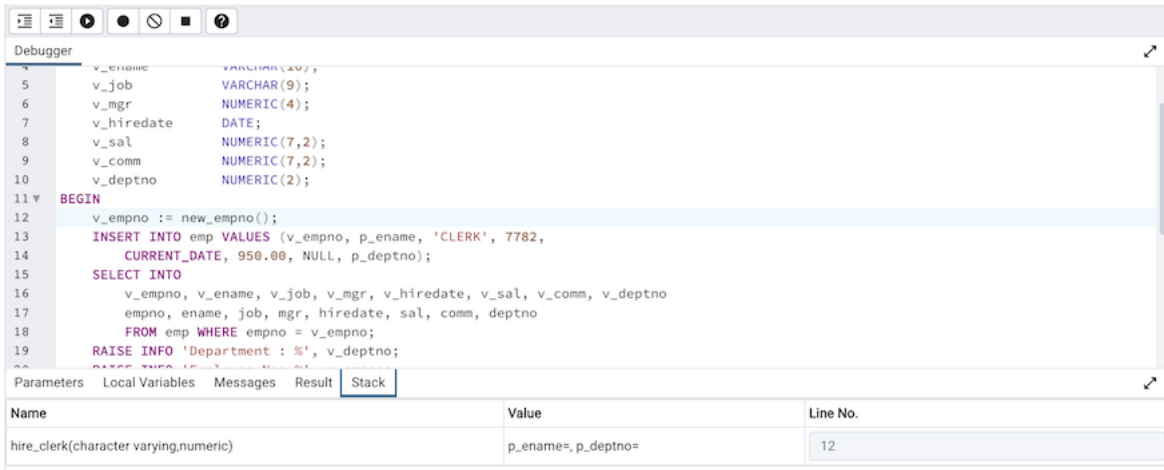 Debugger
4 v_ename VARCHAR(10);
5 v_job VARCHAR(9);
6 v_mgr NUMERIC(4);
7 v_hiredate DATE;
8 v_sal NUMERIC(7,2);
9 v_comm NUMERIC(7,2);
10 v_deptno NUMERIC(2);
11 BEGIN
12 v_empno := new_empno();
13 INSERT INTO emp VALUES (v_empno, p_ename, 'CLERK', 7782,
14 CURRENT_DATE, 950.00, NULL, p_deptno);
15 SELECT INTO
16 v_empno, v_ename, v_job, v_mgr, v_hiredate, v_sal, v_comm, v_deptno
17 empno, ename, job, mgr, hiredate, sal, comm, deptno
18 FROM emp WHERE empno = v_empno;
19 RAISE INFO 'Department : %', v_deptno;
Parameters Local Variables Messages Result Stack
Name Value Line No.
hire_clerk(character varying,numeric) p_ename=, p_deptno= 12